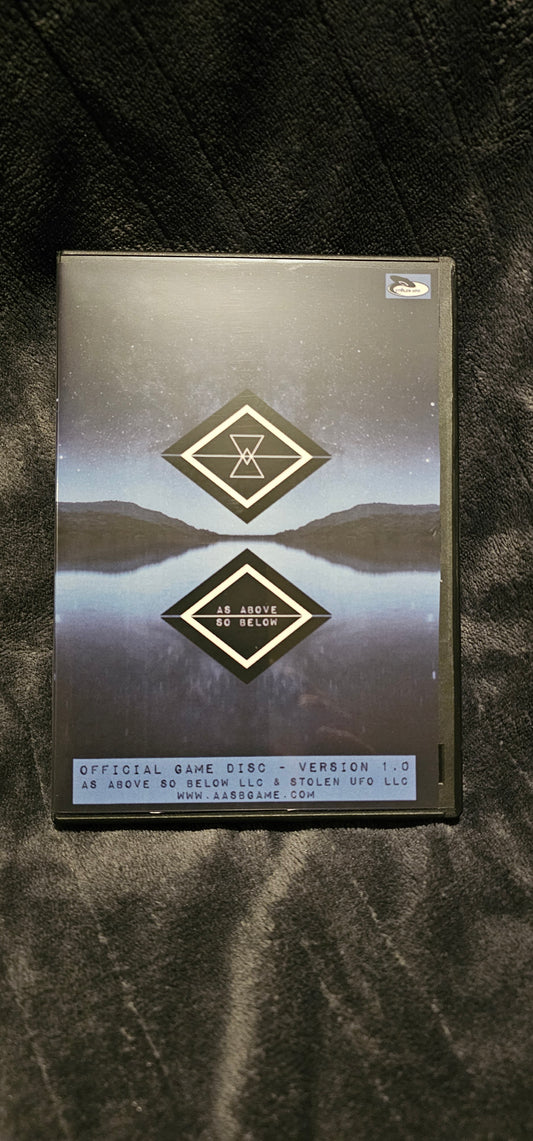 AS ABOVE
SO BELOW
OFFICIAL GAME DISC - VERSION 1.0
AS ABOVE SO BELOW LLC & STOLEN UFO LLC
WWW.AASBGAME.COM